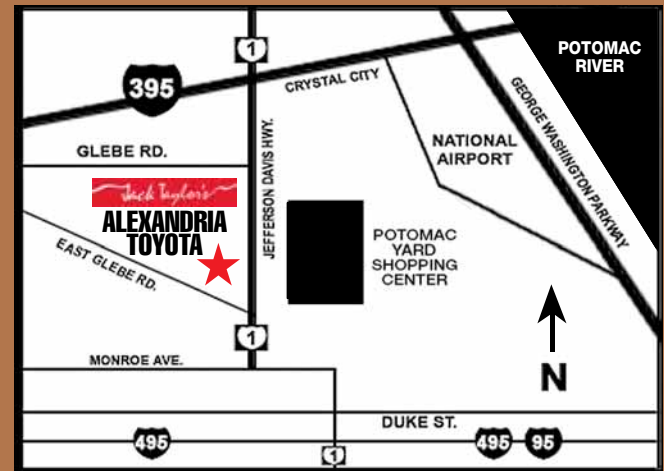 1
POTOMAC
RIVER
395
CRYSTAL CITY
GEORGE WASHINGTON PARKWAY
GLEBE RD.
JEFFERSON DAVIS HWY.
NATIONAL
AIRPORT
Jack Taylor's
ALEXANDRIA
TOYOTA
EAST GLEBE RD.
POTOMAC
YARD
SHOPPING
CENTER
1
MONROE AVE.
N
DUKE ST.
495
1
495
95